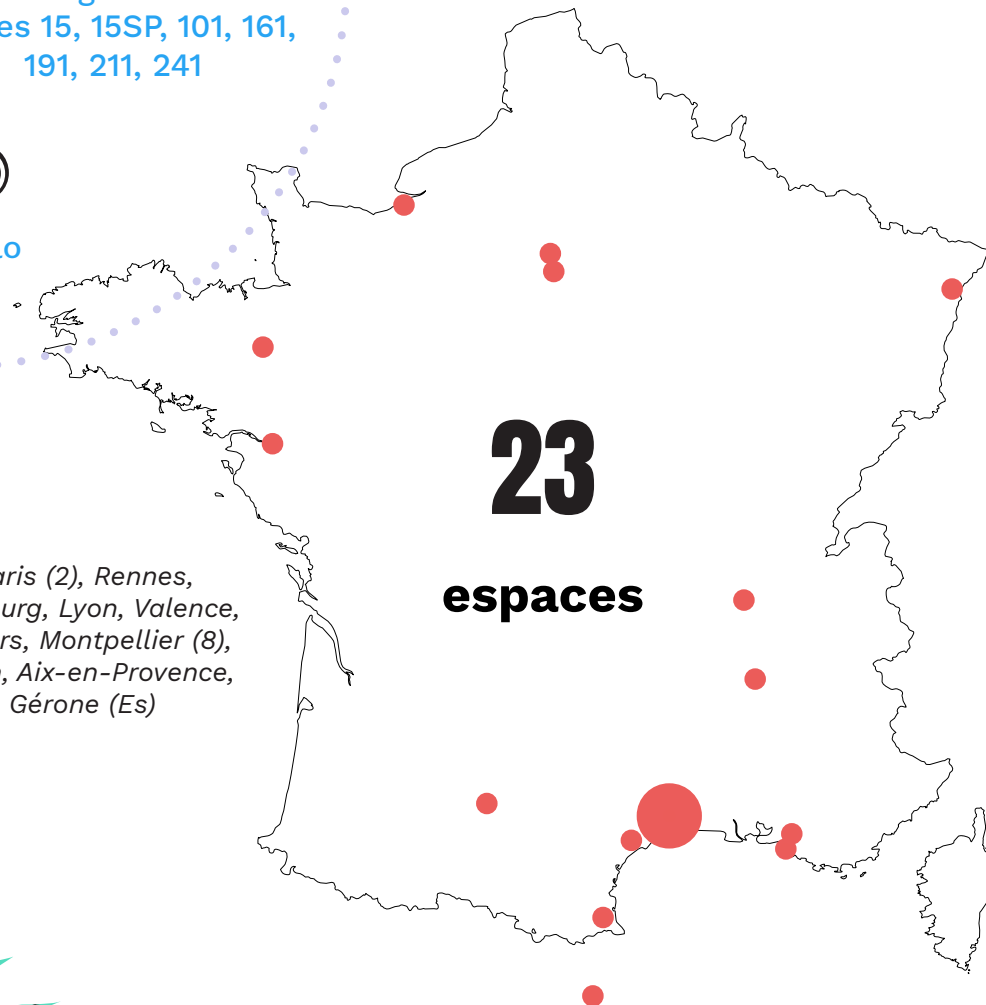 es 15, 15SP, 101, 161,
191, 211, 241
23
espaces
aris (2), Rennes,
urg, Lyon, Valence,
rs, Montpellier (8),
, Aix-en-Provence,
Gérone (Es)